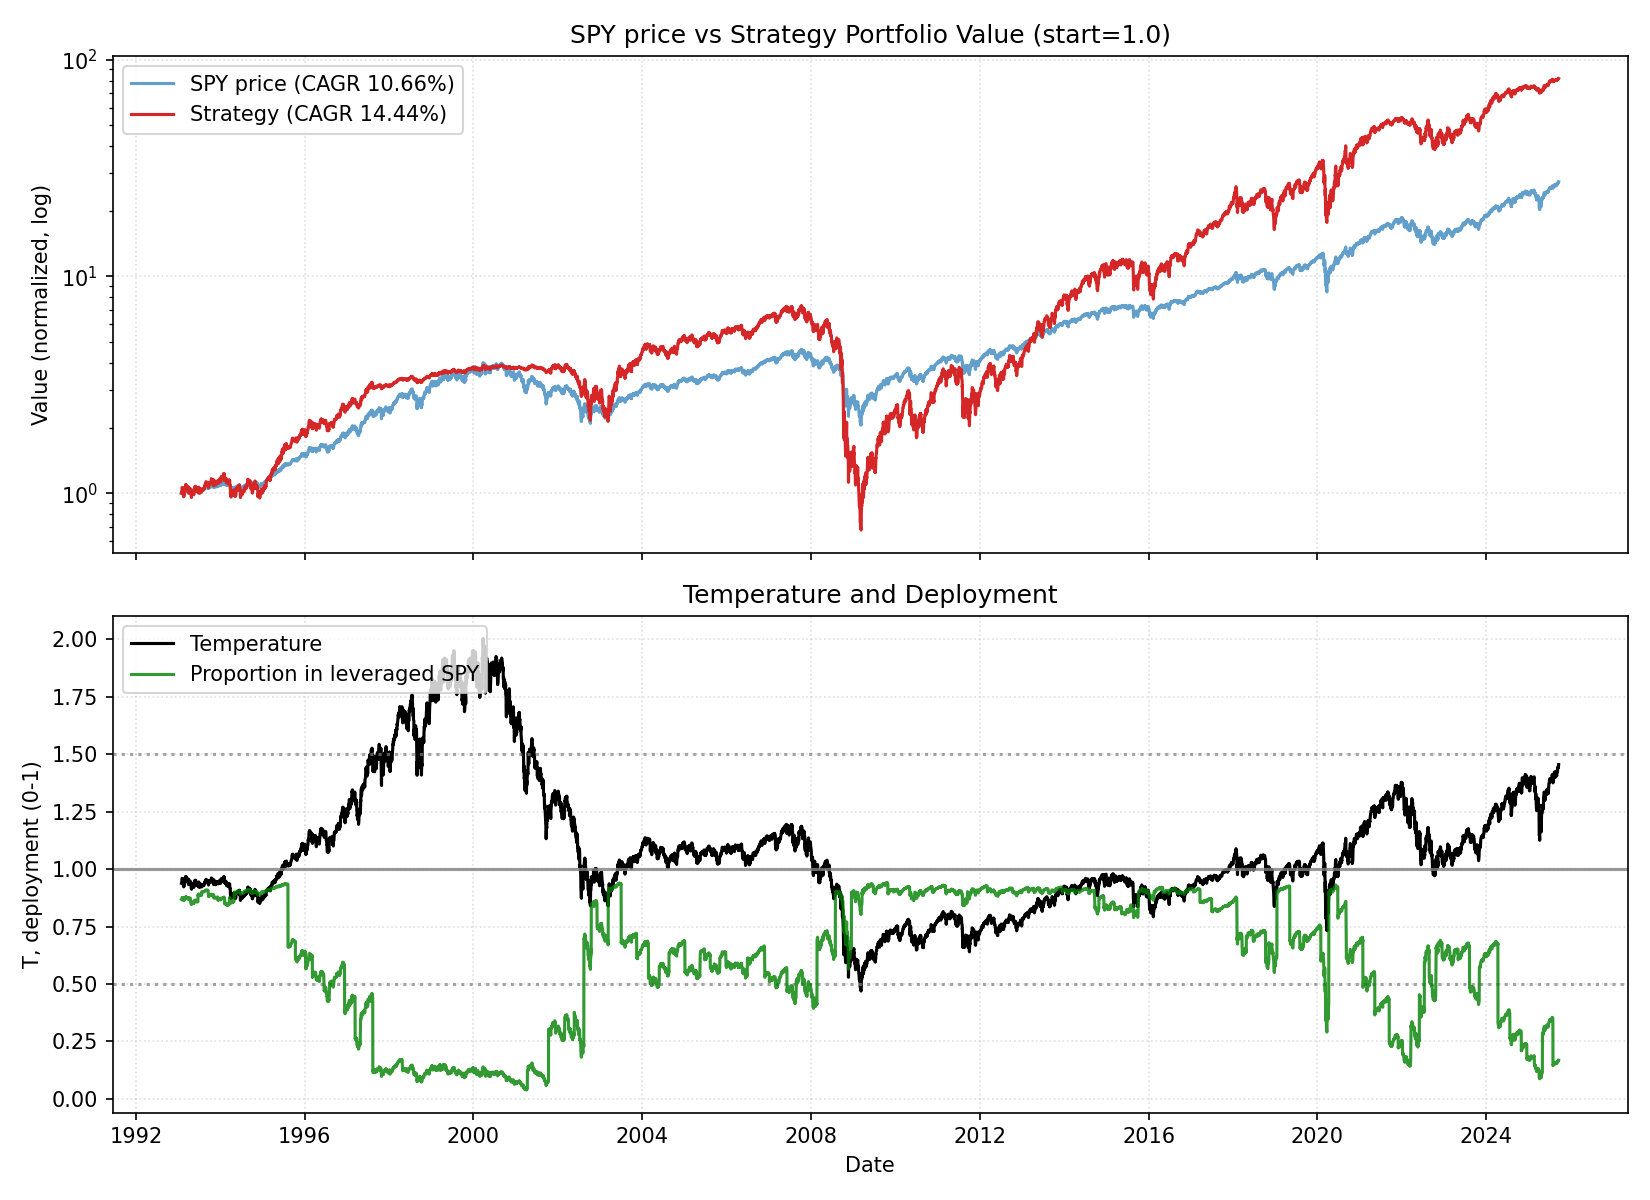 SPY price vs Strategy Portfolio Value (start=1.0)
10²
SPY price (CAGR 10.66%)
Strategy (CAGR 14.44%)
10¹
10⁰
Value (normalized, log)
Temperature and Deployment
2.00
Temperature
Proportion in leveraged SPY
1.75
1.50
1.25
1.00
0.75
0.50
0.25
0.00
T, deployment (0-1)
1992 1996 2000 2004 2008 2012 2016 2020 2024
Date